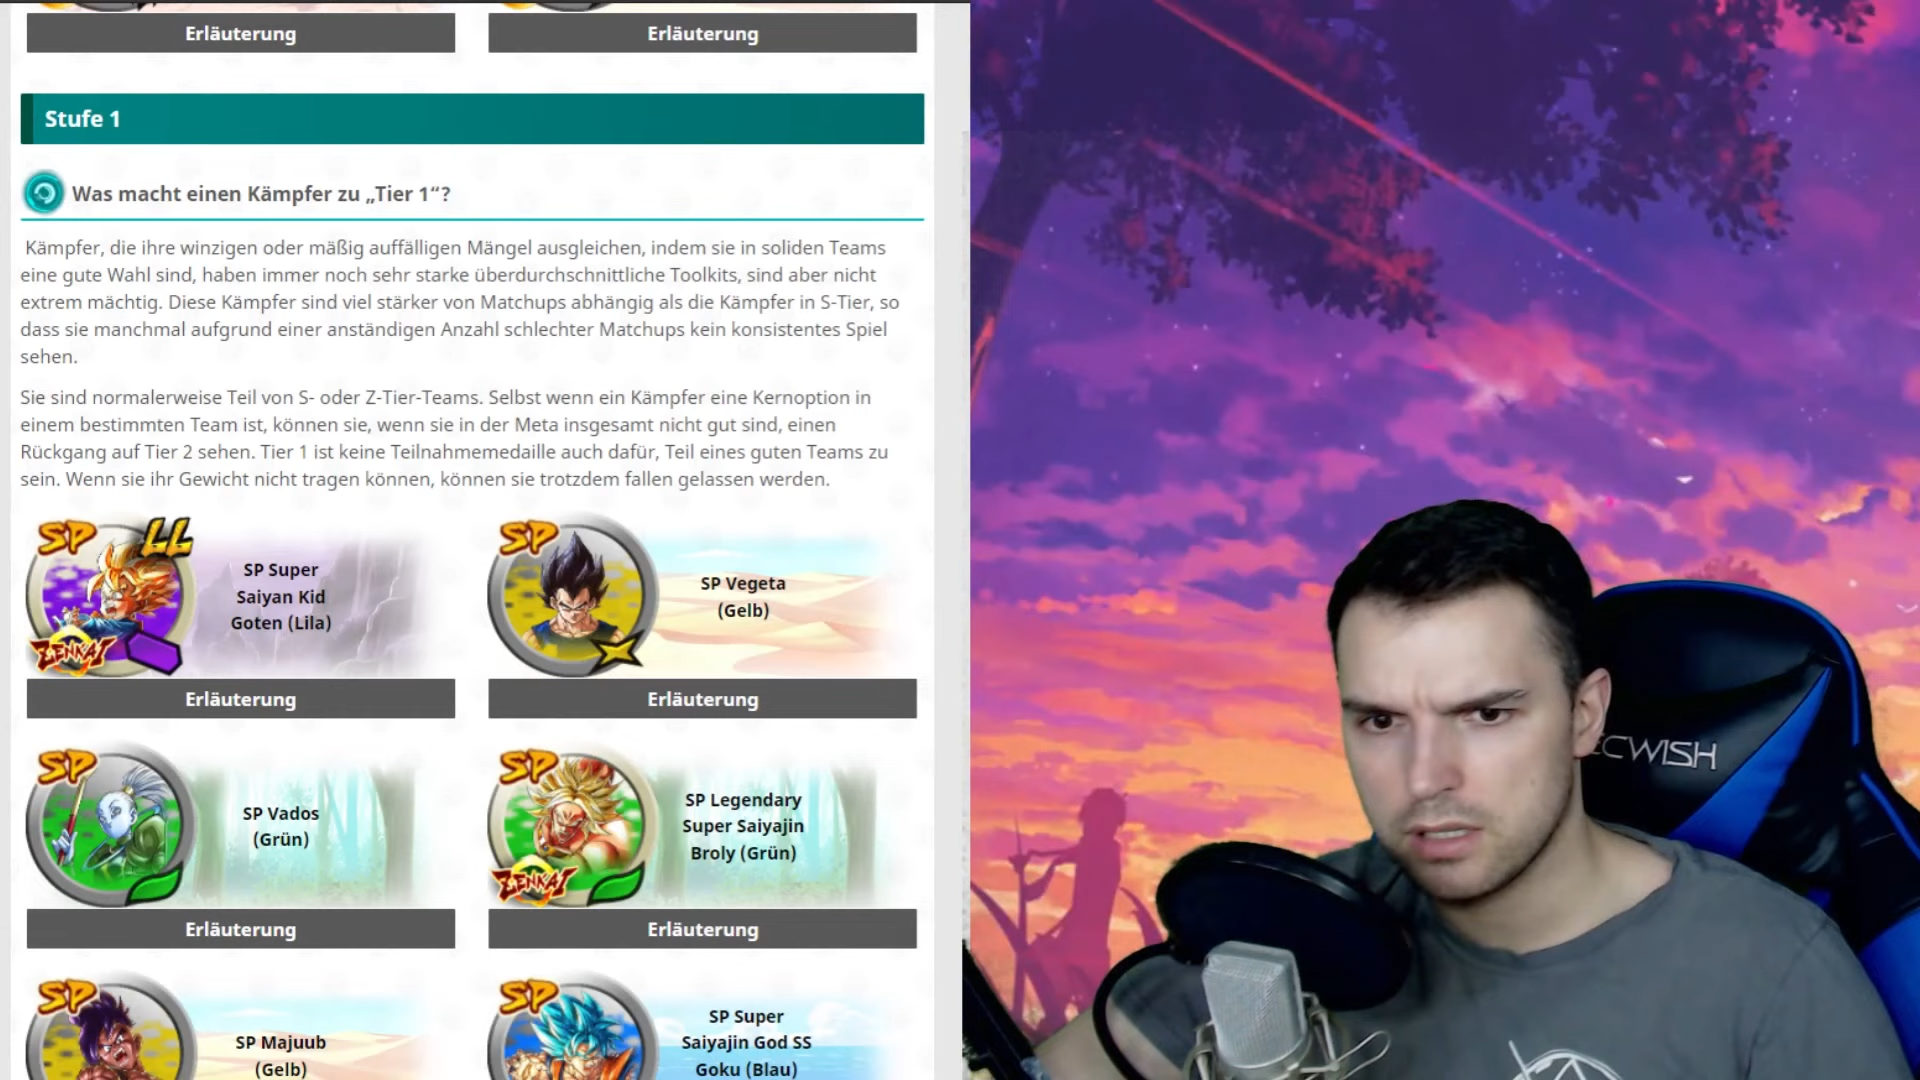 Erläuterung
Erläuterung
Stufe 1
Was macht einen Kämpfer zu „Tier 1“?
Kämpfer, die ihre winzigen oder mäßig auffälligen Mängel ausgleichen, indem sie in soliden Teams
eine gute Wahl sind, haben immer noch sehr starke überdurchschnittliche Toolkits, sind aber nicht
extrem mächtig. Diese Kämpfer sind viel stärker von Matchups abhängig als die Kämpfer in S-Tier, so
dass sie manchmal aufgrund einer anständigen Anzahl schlechter Matchups kein konsistentes Spiel
sehen.
Sie sind normalerweise Teil von S- oder Z-Tier-Teams. Selbst wenn ein Kämpfer eine Kernoption in
einem bestimmten Team ist, können sie, wenn sie in der Meta insgesamt nicht gut sind, einen
Rückgang auf Tier 2 sehen. Tier 1 ist keine Teilnahmemedaille auch dafür, Teil eines guten Teams zu
sein. Wenn sie ihr Gewicht nicht tragen können, können sie trotzdem fallen gelassen werden.
SP LL
ZENKAI
SP Super
Saiyan Kid
Goten (Lila)
SP
SP Vegeta
(Gelb)
Erläuterung
Erläuterung
SP
SP Vados
(Grün)
SP
ZENKAI
SP Legendary
Super Saiyajin
Broly (Grün)
Erläuterung
Erläuterung
SP
SP Majuub
(Gelb)
SP
SP Super
Saiyajin God SS
Goku (Blau)
ECWISH